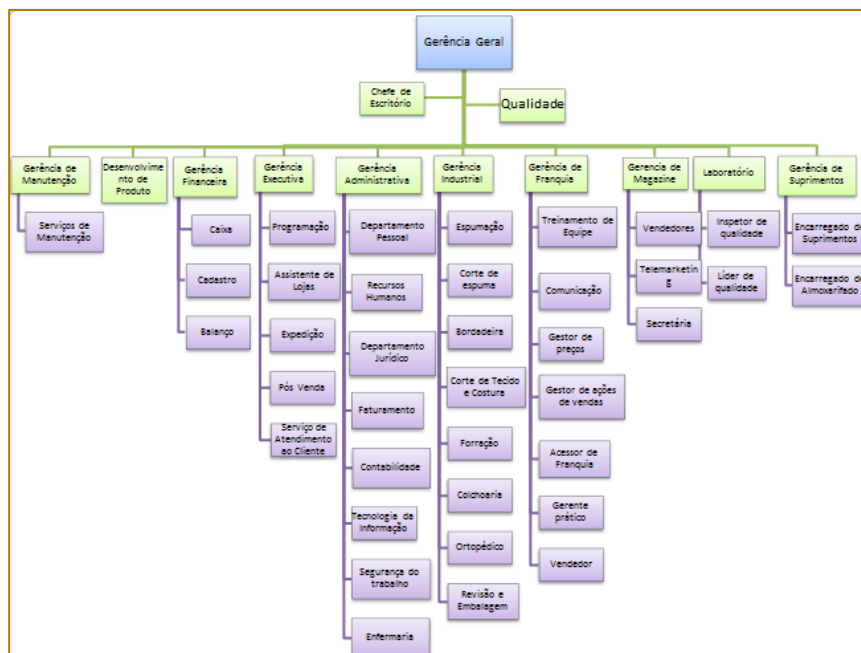 Gerência Geral
Chefe de
Escritório
Qualidade
Gerência de
Manutenção
Desenvolvime
nto de
Produto
Gerência
Financeira
Gerência
Executiva
Gerência
Administrativa
Gerência
Industrial
Gerência de
Franquia
Gerencia de
Magazine
Laboratório
Gerência de
Suprimentos
Serviços de
Manutenção
Caixa
Cadastro
Balanço
Programação
Assistente de
Lojas
Expedição
Pós Venda
Serviço de
Atendimento
ao Cliente
Departamento
Pessoal
Recursos
Humanos
Departamento
Jurídico
Faturamento
Contabilidade
Tecnologia da
Informação
Segurança do
trabalho
Enfermaria
Espumação
Corte de
espuma
Bordadeira
Corte de Tecido
e Costura
Forração
Colchoaria
Ortopédico
Revisão e
Embalagem
Treinamento de
Equipe
Comunicação
Gestor de
preços
Gestor de ações
de vendas
Acessor de
Franquia
Gerente
prático
Vendedor
Vendedores
Telemarketin
g
Secretária
Inspetor de
qualidade
Líder de
qualidade
Encarregado de
Suprimentos
Encarregado de
Almoxarifado